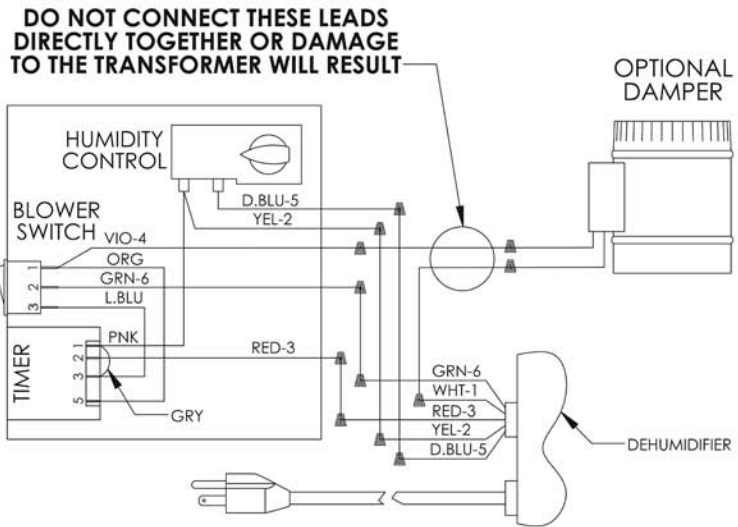 DO NOT CONNECT THESE LEADS
DIRECTLY TOGETHER OR DAMAGE
TO THE TRANSFORMER WILL RESULT
OPTIONAL
DAMPER
HUMIDITY
CONTROL
D.BLU-5
YEL-2
BLOWER
SWITCH
VIO-4
ORG
GRN-6
L.BLU
1
2
3
PNK
RED-3
TIMER
1
2
3
5
GRY
GRN-6
WHT-1
RED-3
YEL-2
D.BLU-5
DEHUMIDIFIER